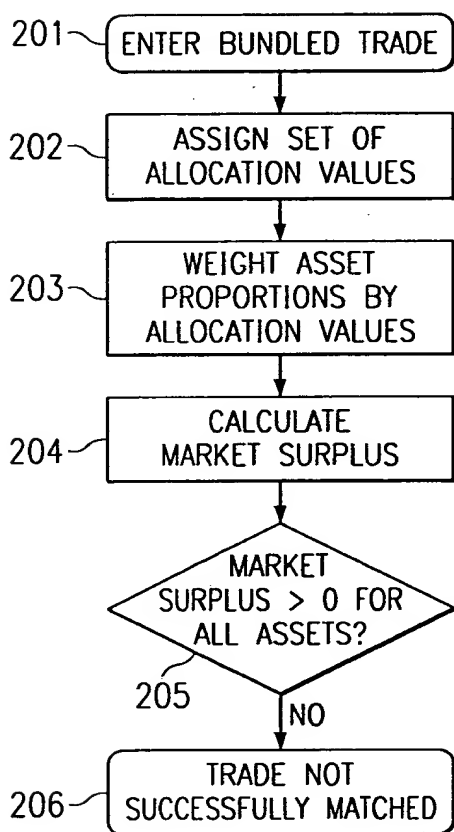 201
ENTER BUNDLED TRADE
202
ASSIGN SET OF
ALLOCATION VALUES
203
WEIGHT ASSET
PROPORTIONS BY
ALLOCATION VALUES
204
CALCULATE
MARKET SURPLUS
MARKET
SURPLUS > 0 FOR
ALL ASSETS?
205
NO
206
TRADE NOT
SUCCESSFULLY MATCHED